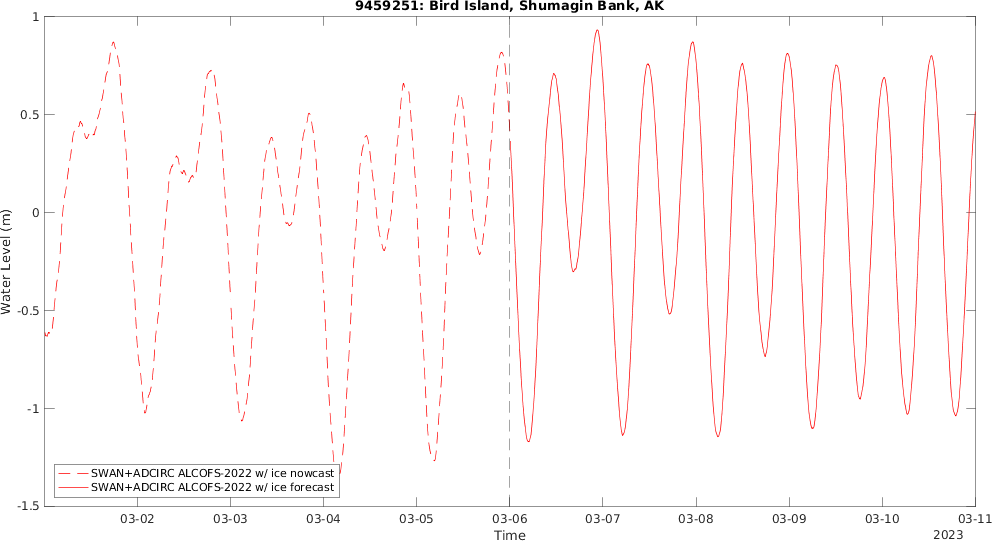 9459251: Bird Island, Shumagin Bank, AK
1
0.5
0
-0.5
-1
-1.5
Water Level (m)
SWAN+ADCIRC ALCOFS-2022 w/ ice nowcast
SWAN+ADCIRC ALCOFS-2022 w/ ice forecast
03-02 03-03 03-04 03-05 03-06 03-07 03-08 03-09 03-10 03-11
Time
2023